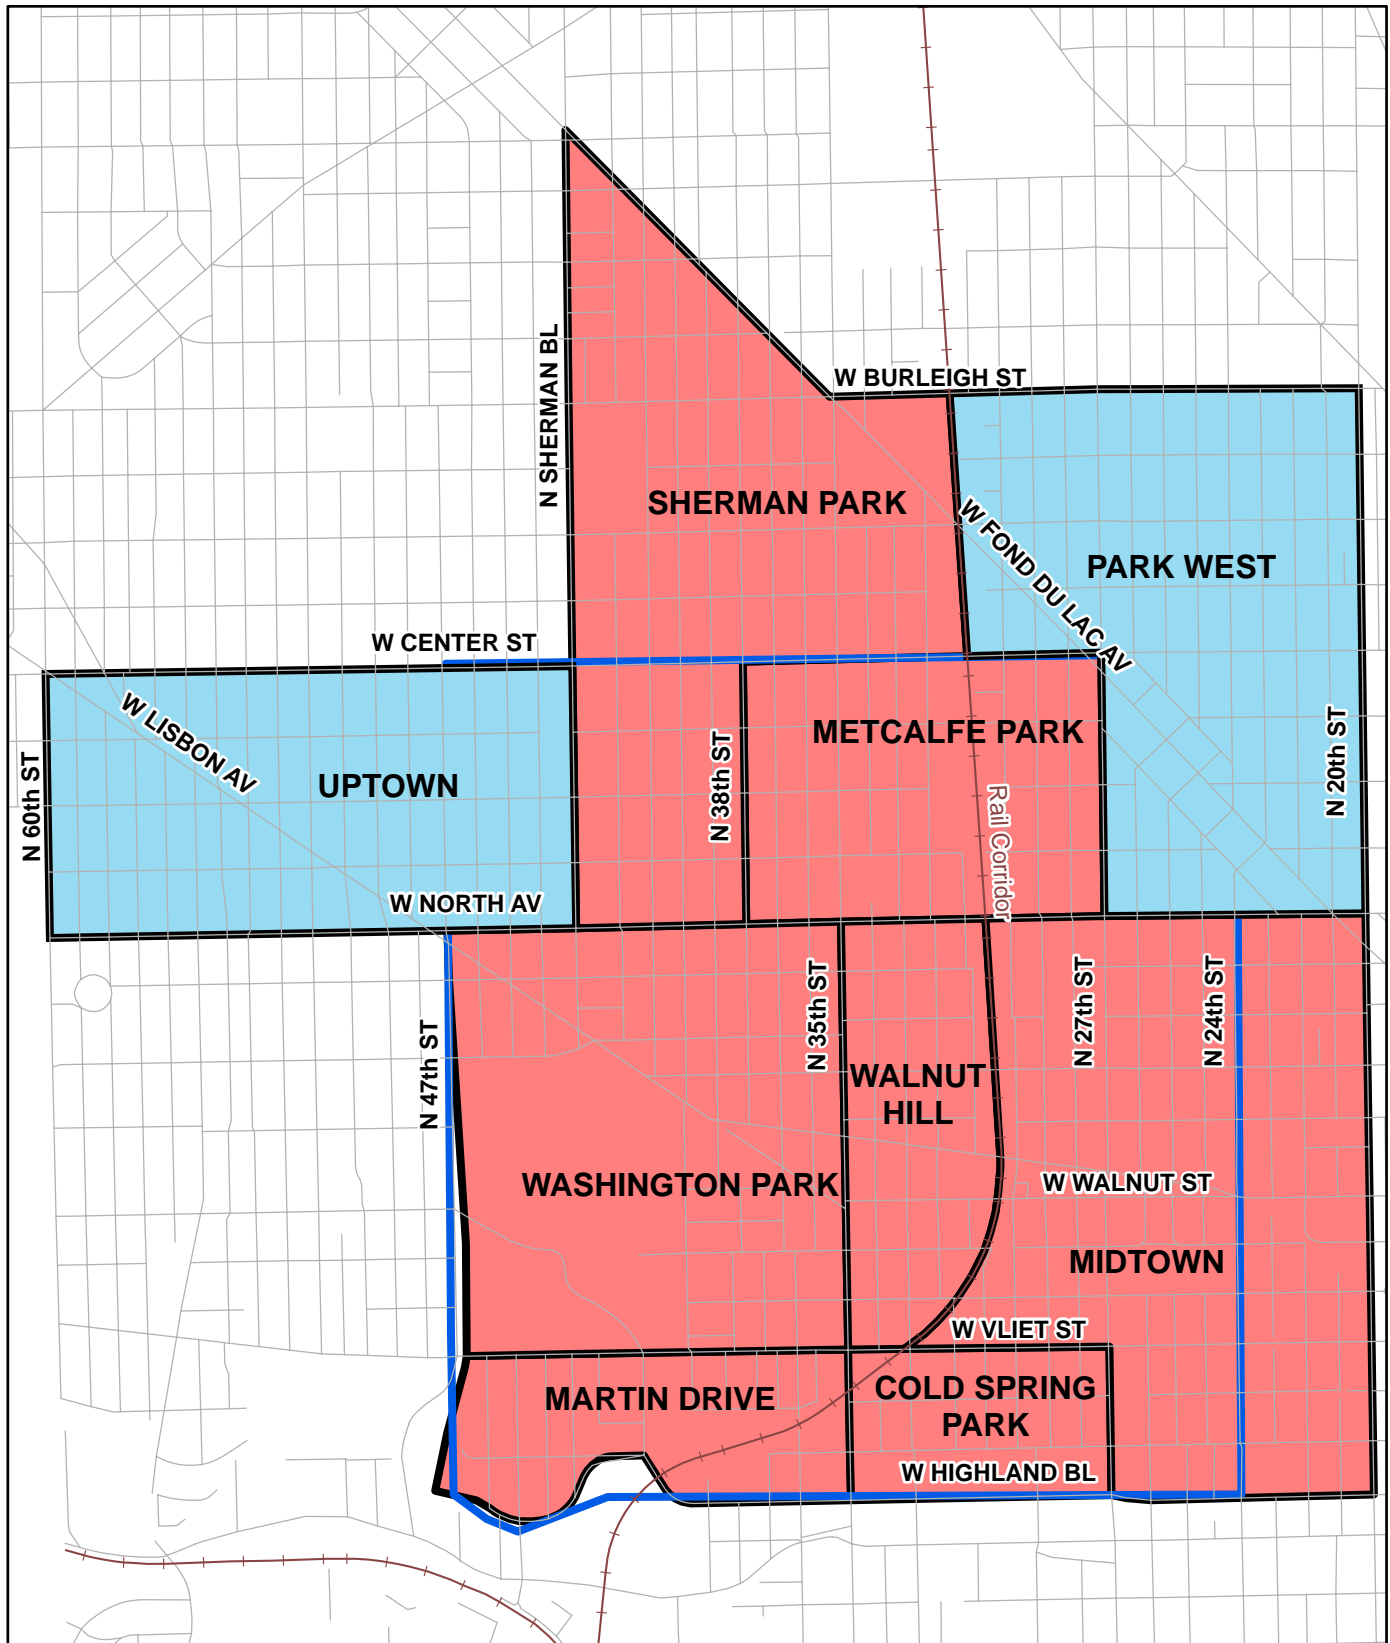 N SHERMAN BL
W BURLEIGH ST
SHERMAN PARK
W FOND DU LAC AV
PARK WEST
W CENTER ST
W LISBON AV
METCALFE PARK
N 60th ST
UPTOWN
N 38th ST
Rail Corridor
N 20th ST
W NORTH AV
N 35th ST
N 27th ST
N 24th ST
N 47th ST
WALNUT
HILL
WASHINGTON PARK
W WALNUT ST
MIDTOWN
W VLIET ST
MARTIN DRIVE
COLD SPRING
PARK
W HIGHLAND BL